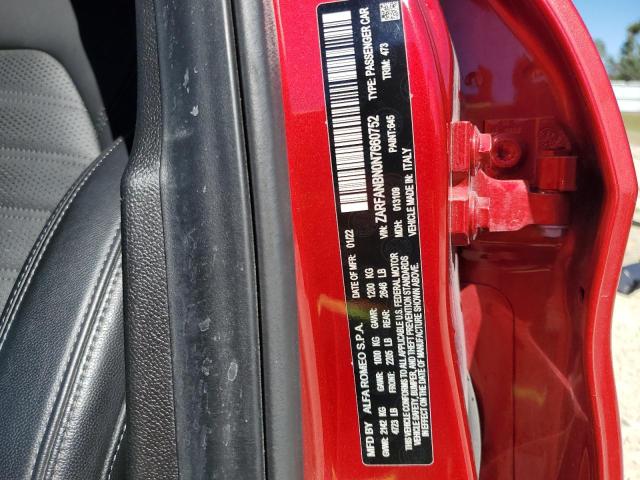 MFD BY ALFA ROMEO S.P.A. DATE OF MFR: 01/22
GVWR: 2142 KG GAWR: 1000 KG GAWR: 1200 KG
4723 LB FRONT: 2205 LB REAR: 2646 LB
THIS VEHICLE CONFORMS TO ALL APPLICABLE U.S. FEDERAL MOTOR
VEHICLE SAFETY, BUMPER, AND THEFT PREVENTION STANDARDS
IN EFFECT ON THE DATE OF MANUFACTURE SHOWN ABOVE.
VIN: ZARFANBN0N7660752 TYPE: PASSENGER CAR
MDH: 013109 PAINT: 645 TRIM: 473
VEHICLE MADE IN: ITALY